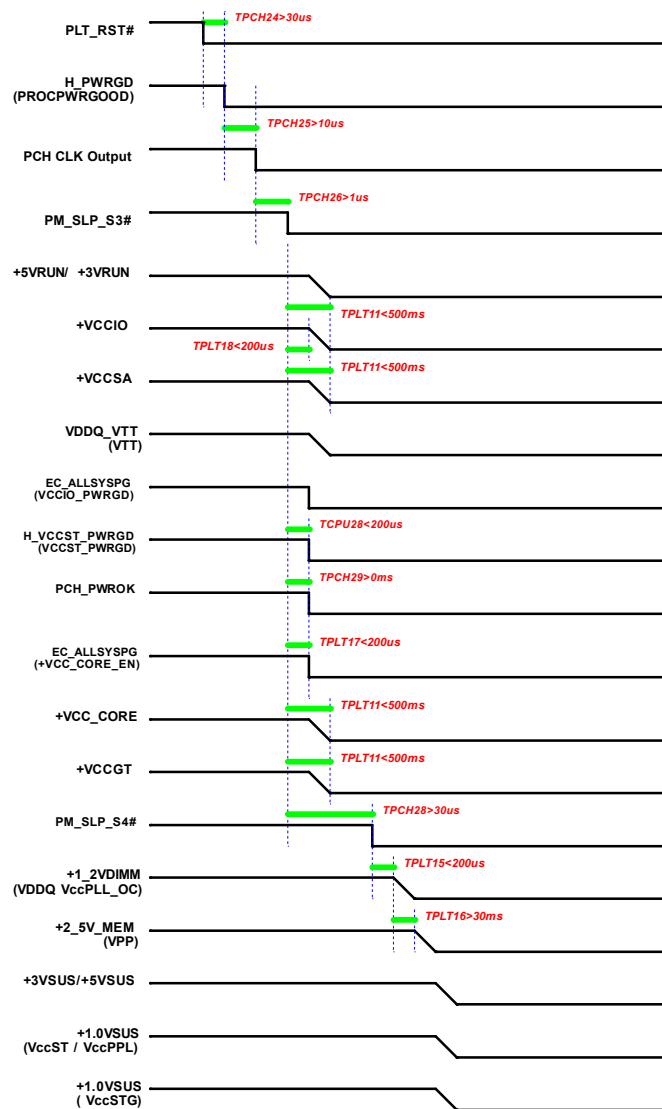 TPCH24>30us
PLT_RST#
H_PWRGD
(PROCPWRGOOD)
TPCH25>10us
PCH CLK Output
TPCH26>1us
PM_SLP_S3#
+5VRUN/ +3VRUN
TPLT11<500ms
+VCCIO
TPLT18<200us
TPLT11<500ms
+VCCSA
VDDQ_VTT
(VTT)
EC_ALLSYSPG
(VCCIO_PWRGD)
TCPU28<200us
H_VCCST_PWRGD
(VCCST_PWRGD)
TPCH29>0ms
PCH_PWROK
TPLT17<200us
EC_ALLSYSPG
(+VCC_CORE_EN)
TPLT11<500ms
+VCC_CORE
TPLT11<500ms
+VCCGT
TPCH28>30us
PM_SLP_S4#
TPLT15<200us
+1_2VDIMM
(VDDQ VccPLL_OC)
TPLT16>30ms
+2_5V_MEM
(VPP)
+3VSUS/+5VSUS
+1.0VSUS
(VccST / VccPPL)
+1.0VSUS
( VccSTG)